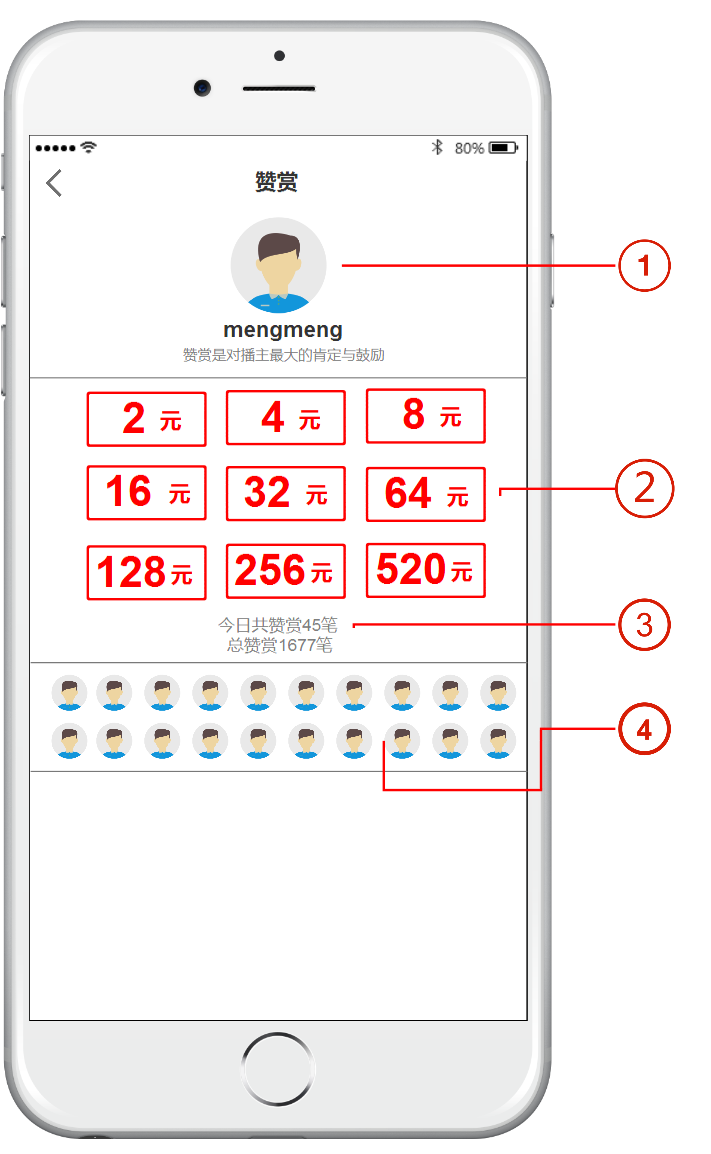 80%
赞赏
1
mengmeng
赞赏是对播主最大的肯定与鼓励
2 元 4 元 8 元
16 元 32 元 64 元
2
128元 256元 520元
今日共赞赏45笔
3
总赞赏1677笔
4